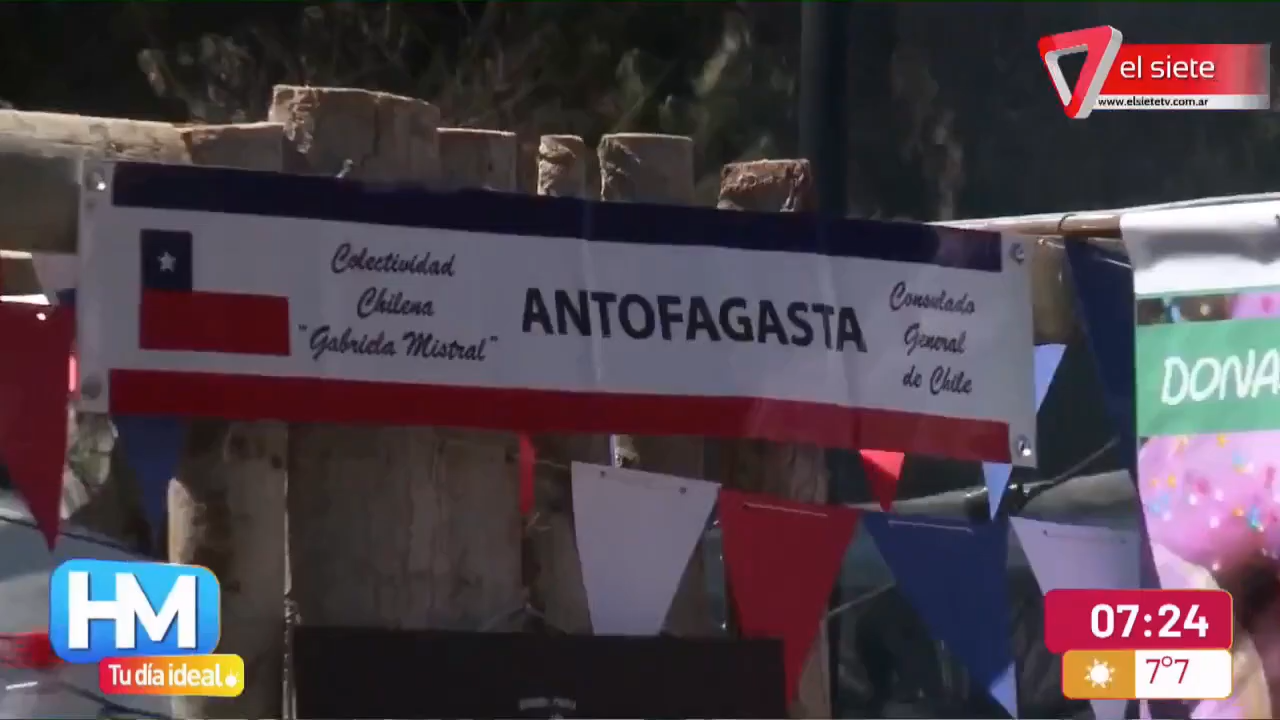 el siete
www.elsietetv.com.ar
Colectividad
Chilena
"Gabriela Mistral"
ANTOFAGASTA
Consulado
General
de Chile
DONA
HM
Tu día ideal
07:24
7°7